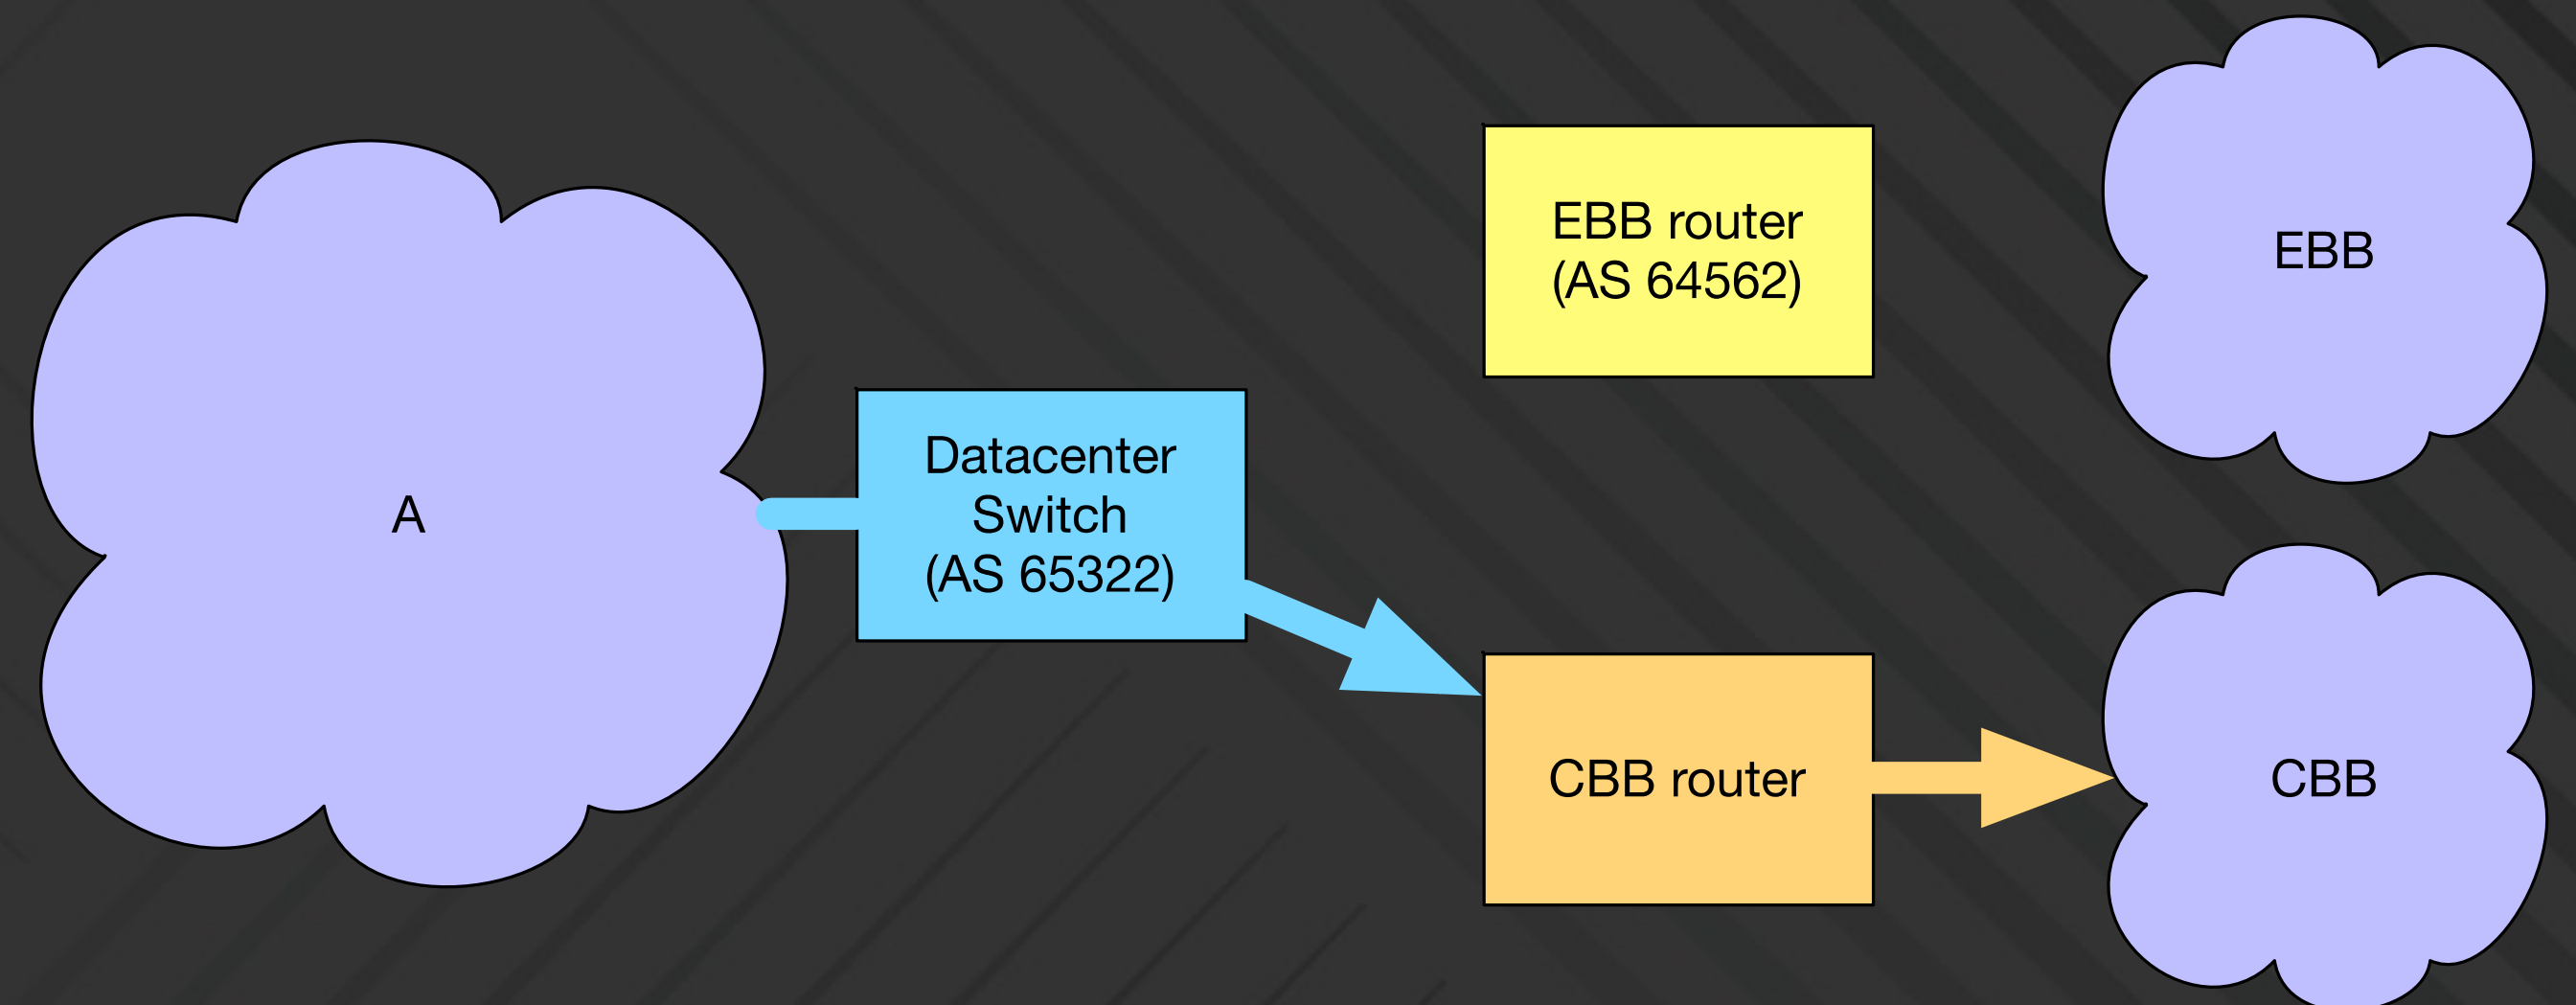 A
Datacenter
Switch
(AS 65322)
EBB router
(AS 64562)
EBB
CBB router
CBB